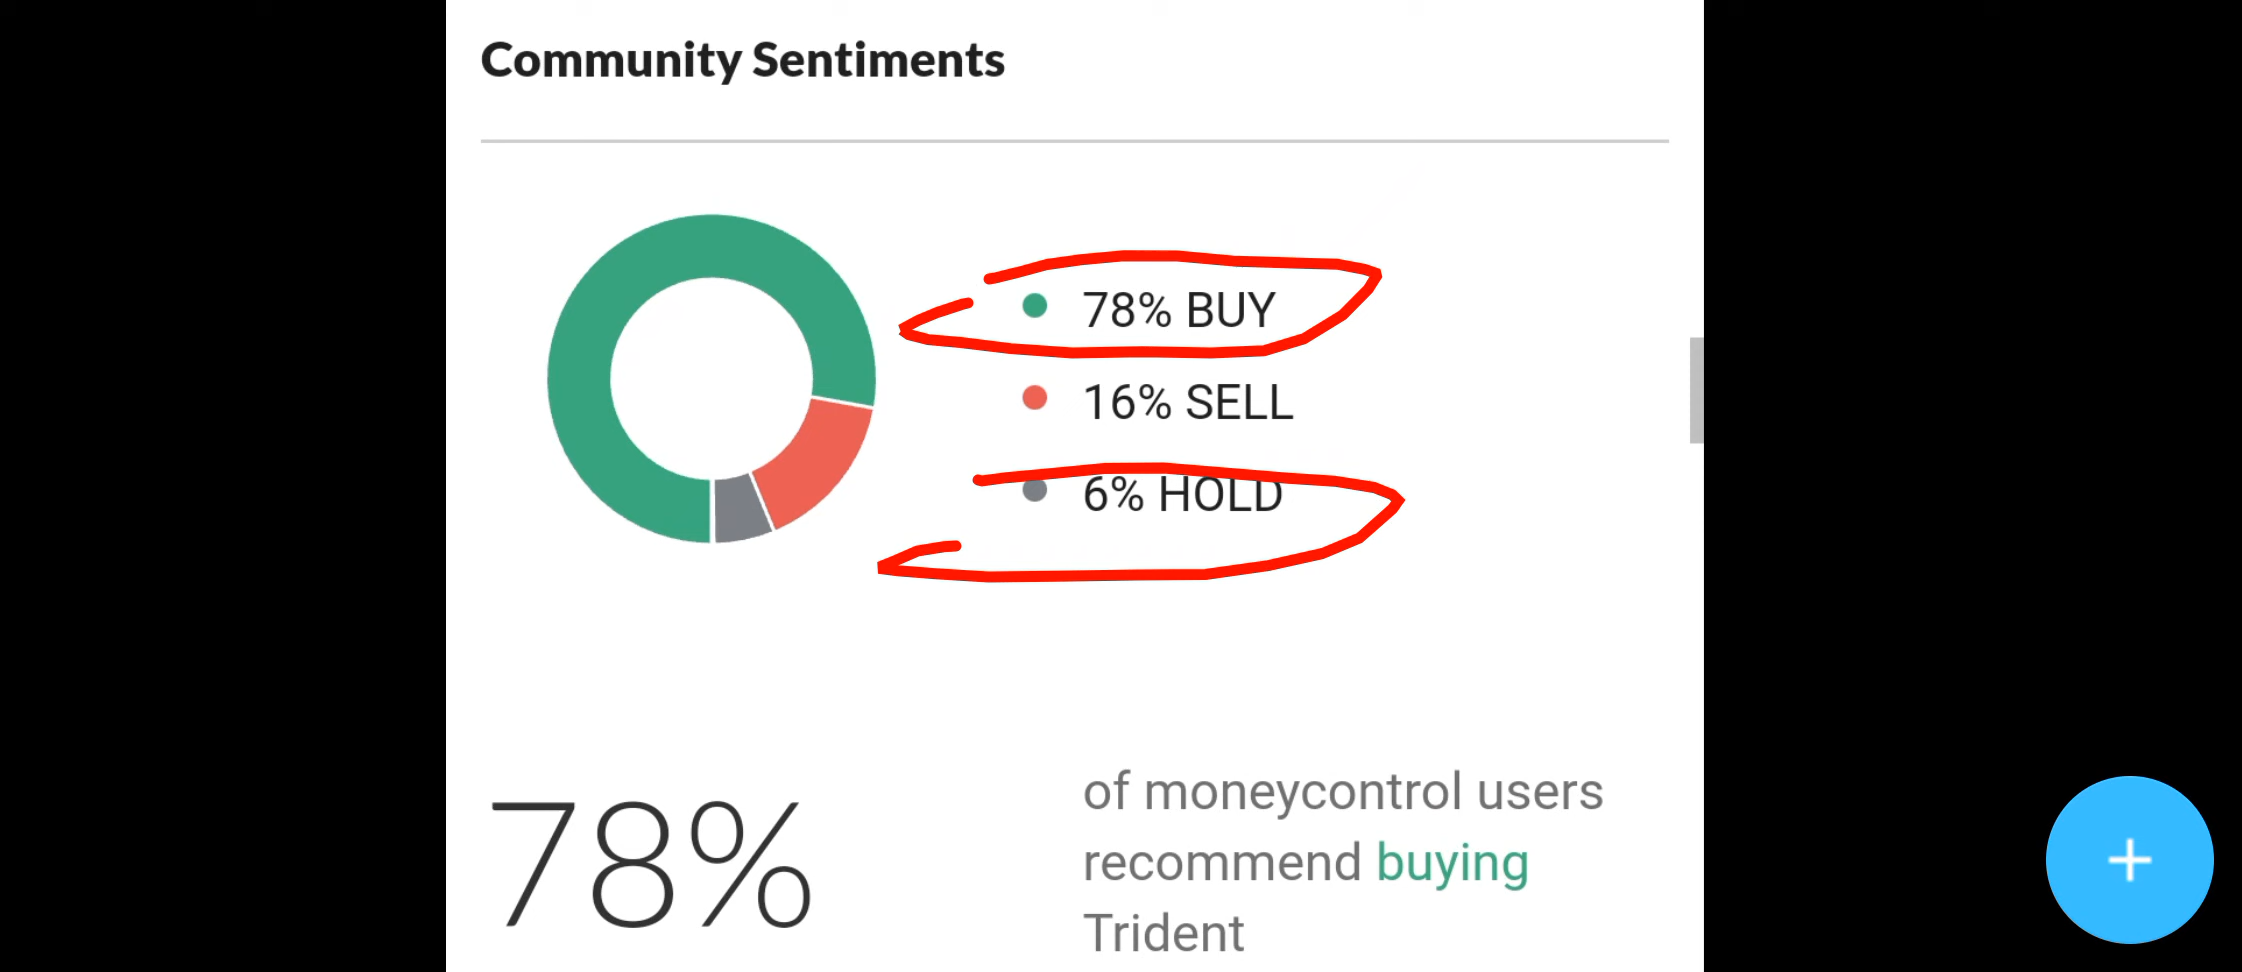 Community Sentiments
78% BUY
16% SELL
6% HOLD
78%
of moneycontrol users
recommend buying
Trident